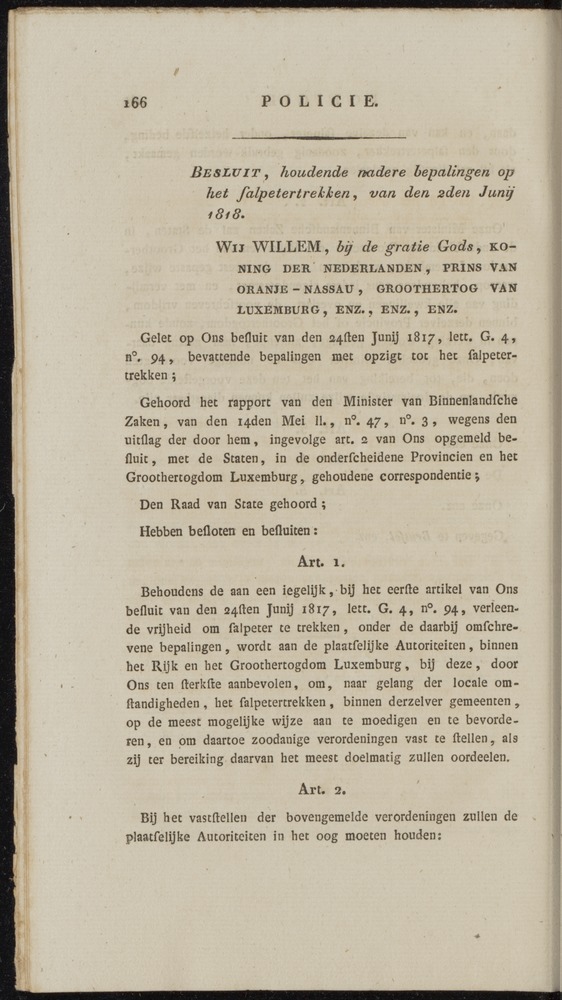 166 POLICIE.
BESLUIT, houdende nadere bepalingen op
het ſalpetertrekken, van den 2den Junij
1818.
WIJ WILLEM, bij de gratie Gods, KO-
NING DER NEDERLANDEN, PRINS VAN
ORANJE-NASSAU, GROOTHERTOG VAN
LUXEMBURG, ENZ., ENZ., ENZ.
Gelet op Ons beſluit van den 24ſten Junij 1817, lett. G. 4,
n°. 94, bevattende bepalingen met opzigt tot het ſalpeter-
trekken;
Gehoord het rapport van den Minister van Binnenlandſche
Zaken, van den 14den Mei ll., n°. 47, n°. 3, wegens den
uitſlag der door hem, ingevolge art. 2 van Ons opgemeld be-
ſluit, met de Staten, in de onderſcheidene Provincien en het
Groothertogdom Luxemburg, gehoudene correspondentie;
Den Raad van State gehoord;
Hebben beſloten en beſluiten:
Art. 1.
Behoudens de aan een iegelijk, bij het eerſte artikel van Ons
beſluit van den 24ſten Junij 1817, lett. G. 4, n°. 94, verleen-
de vrijheid om ſalpeter te trekken, onder de daarbij omſchre-
vene bepalingen, wordt aan de plaatſelijke Autoriteiten, binnen
het Rijk en het Groothertogdom Luxemburg, bij deze, door
Ons ten ſterkſte aanbevolen, om, naar gelang der locale om-
ſtandigheden, het ſalpetertrekken, binnen derzelver gemeenten,
op de meest mogelijke wijze aan te moedigen en te bevorde-
ren, en om daartoe zoodanige verordeningen vast te ſtellen, als
zij ter bereiking daarvan het meest doelmatig zullen oordeelen.
Art. 2.
Bij het vastſtellen der bovengemelde verordeningen zullen de
plaatſelijke Autoriteiten in het oog moeten houden: